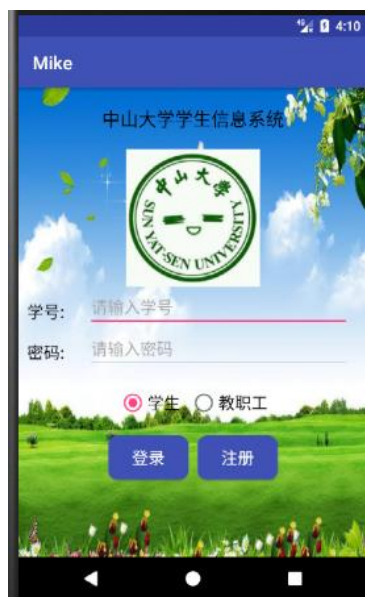 4G 4:10
Mike
中山大学学生信息系统
中山大学
SUN YAT-SEN UNIVERSITY
学号: 请输入学号
密码: 请输入密码
学生 教职工
登录 注册